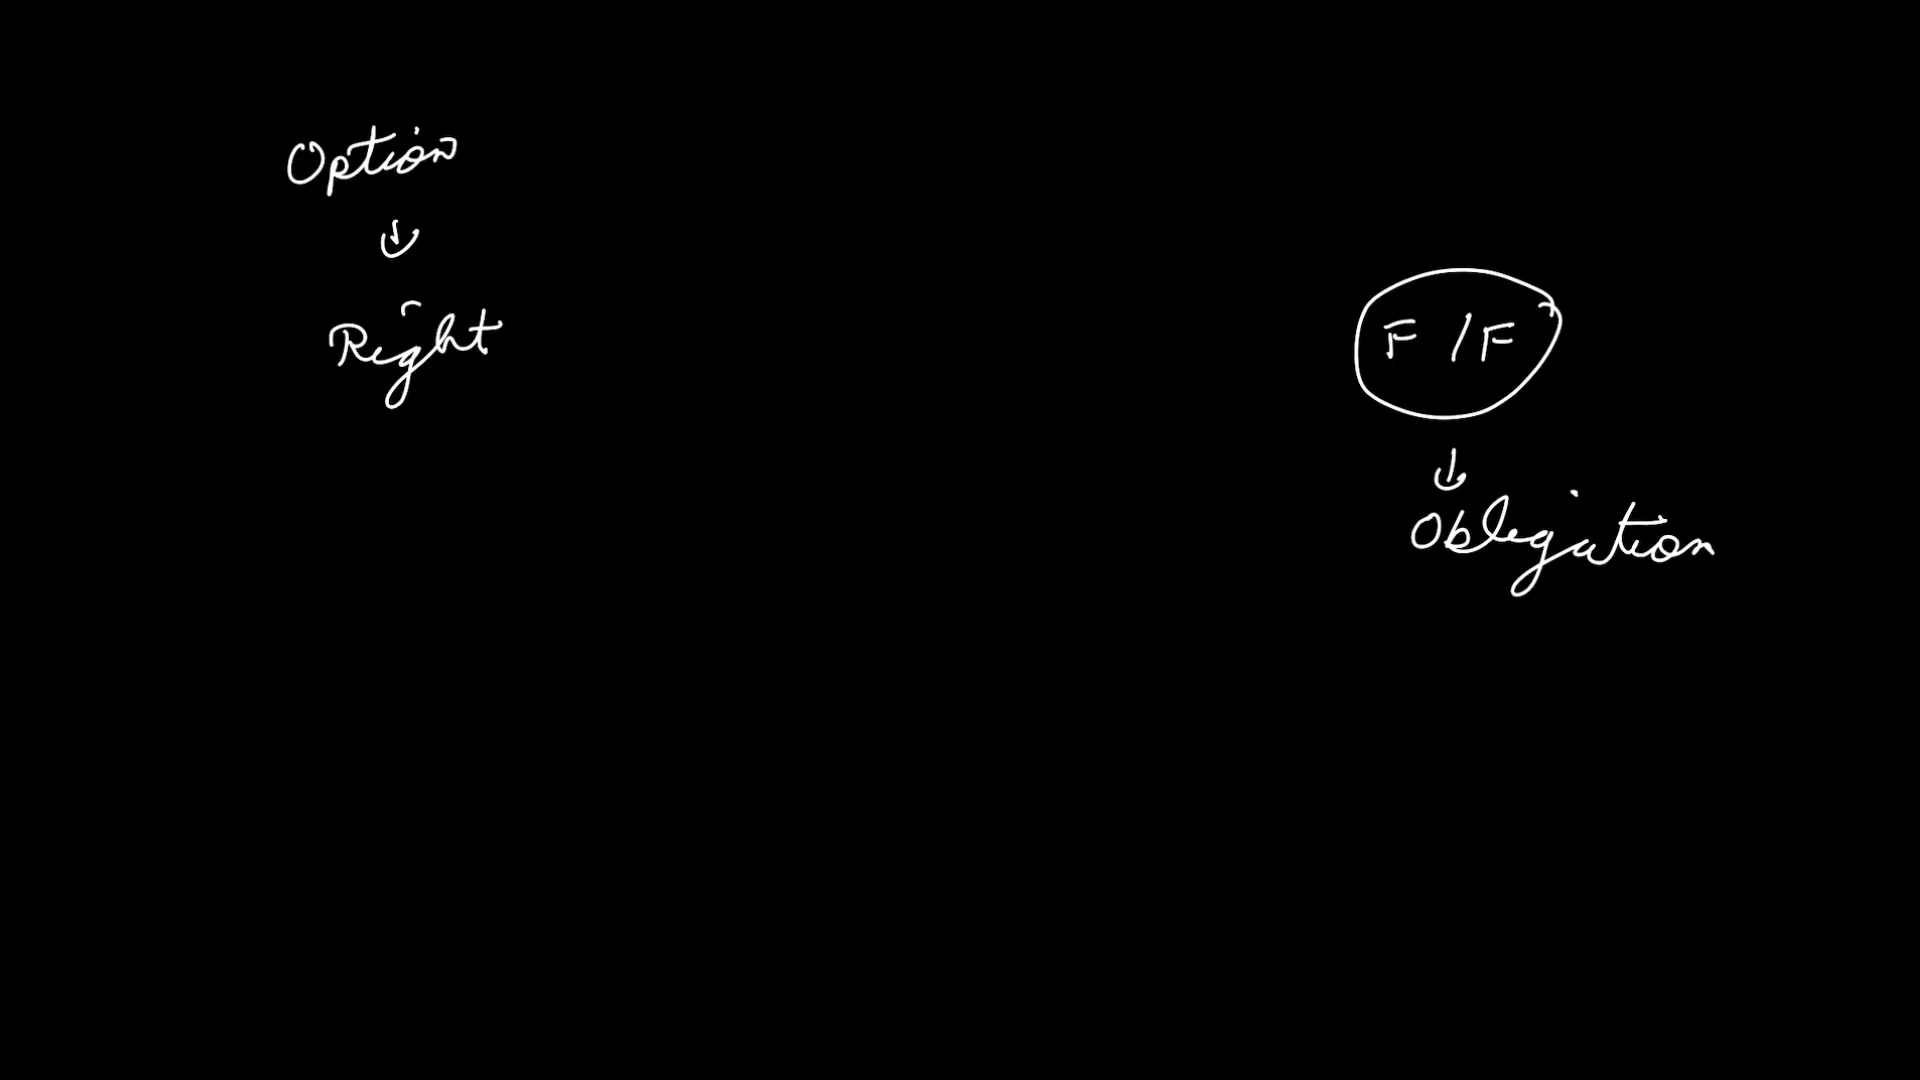 Option
↓
Right
F/F
↓
Obligation